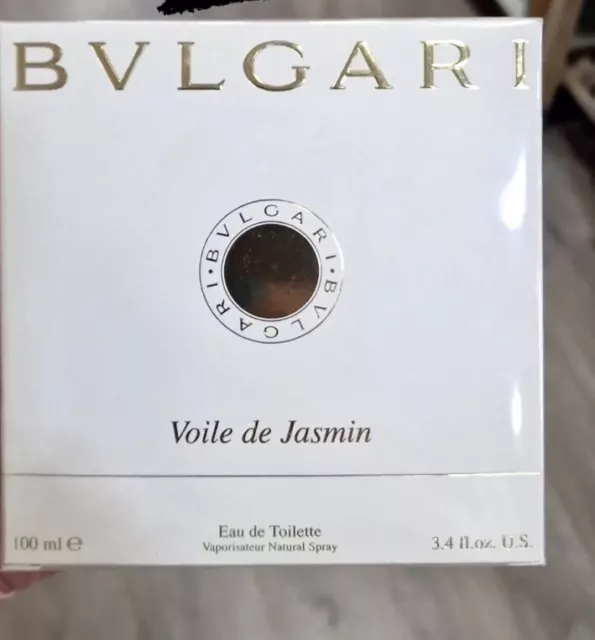 BVLGARI
BVLGARI • BVLGARI •
Voile de Jasmin
Eau de Toilette
100 ml ℮ Vaporisateur Natural Spray 3.4 fl.oz. U.S.